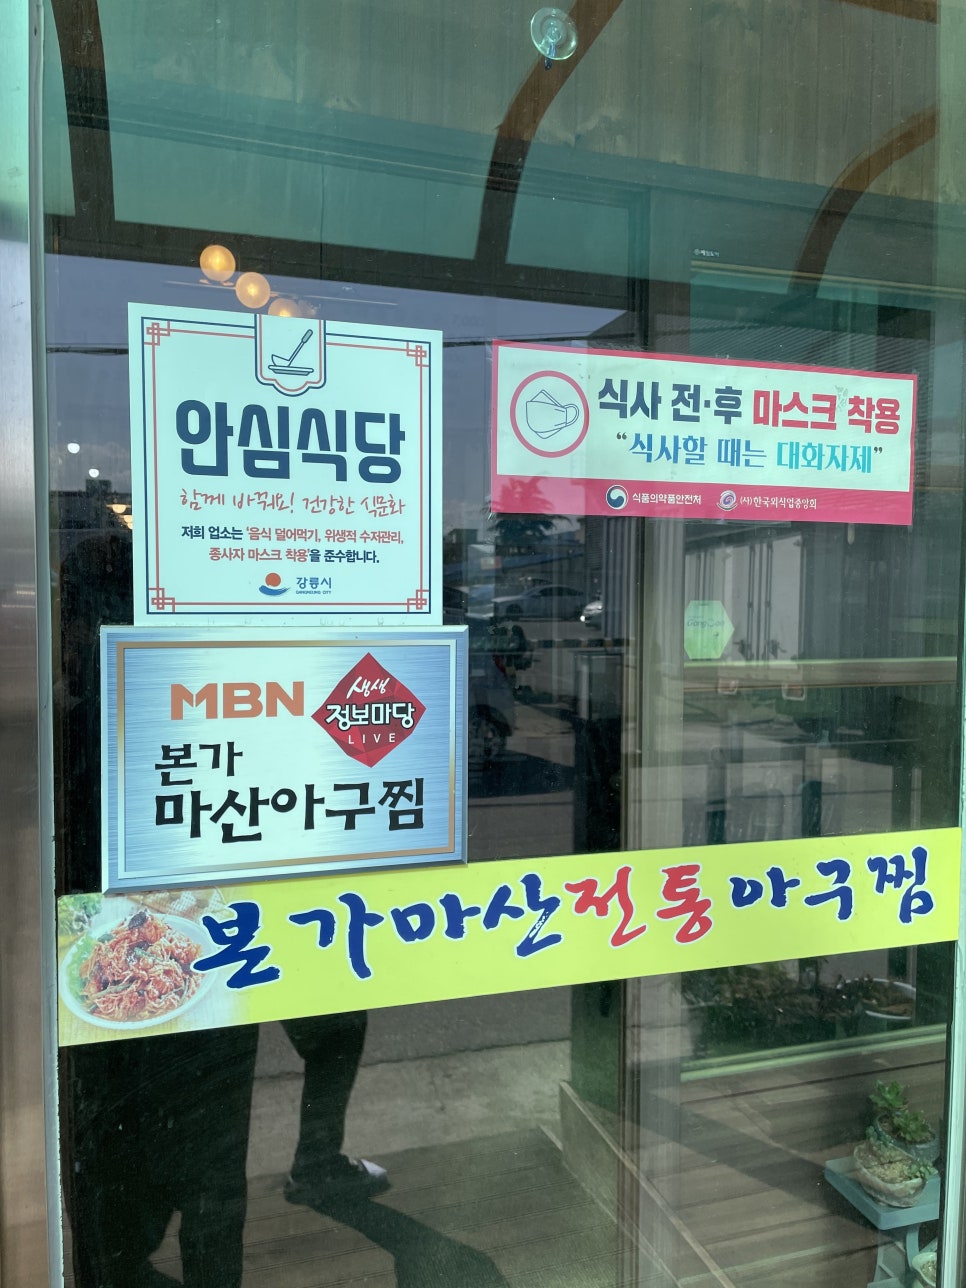 안심식당
함께 바꿔요! 건강한 식문화
저희 업소는 '음식 덜어먹기, 위생적 수저관리,
종사자 마스크 착용'을 준수합니다.
강릉시
GANGNEUNG CITY
식사 전·후 마스크 착용
"식사할 때는 대화자제"
식품의약품안전처 (사)한국외식업중앙회
MBN
생생
정보마당
LIVE
본가
마산아구찜
본가마산전통아구찜